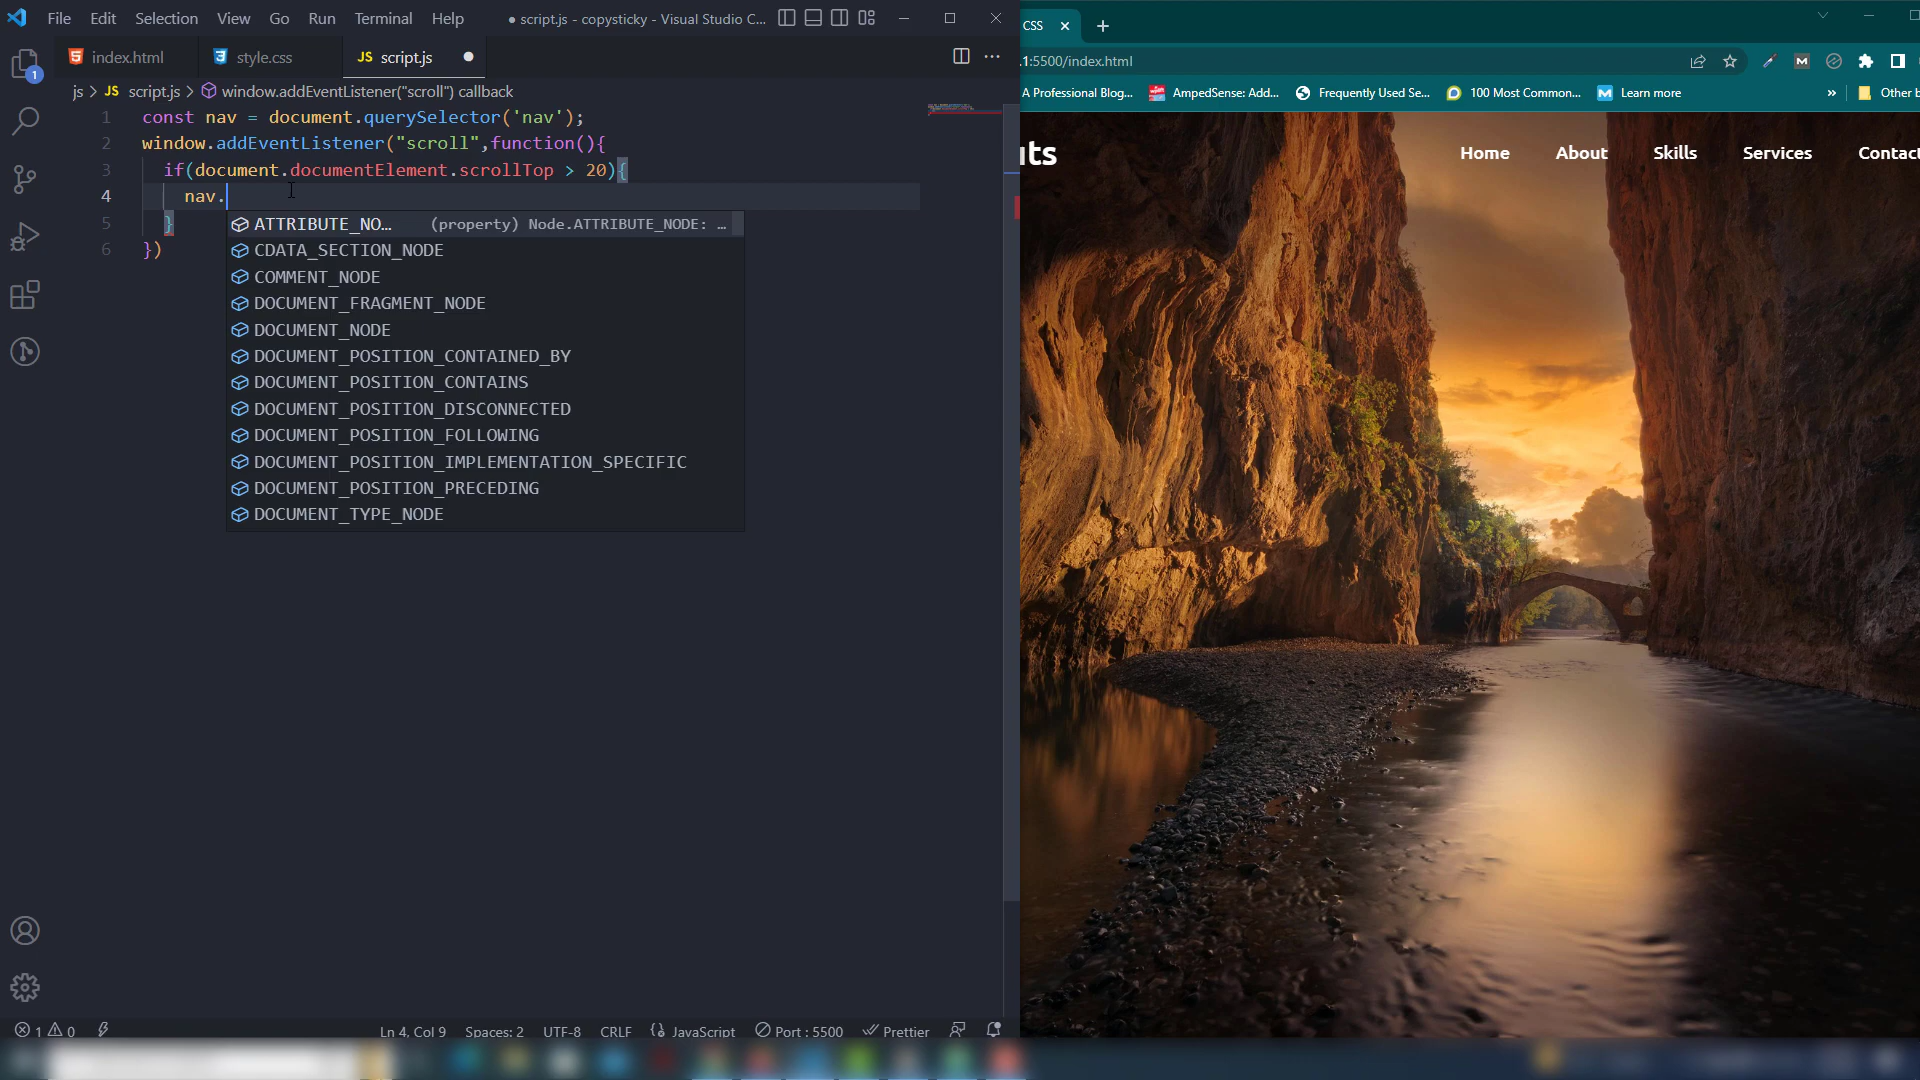 File Edit Selection View Go Run Terminal Help
● script.js - copysticky - Visual Studio C...
index.html
style.css
JS script.js
js > JS script.js > window.addEventListener("scroll") callback
1 const nav = document.querySelector('nav');
2 window.addEventListener("scroll",function(){
3 if(document.documentElement.scrollTop > 20){
4 nav.
5 }
6 })
ATTRIBUTE_NO... (property) Node.ATTRIBUTE_NODE: ...
CDATA_SECTION_NODE
COMMENT_NODE
DOCUMENT_FRAGMENT_NODE
DOCUMENT_NODE
DOCUMENT_POSITION_CONTAINED_BY
DOCUMENT_POSITION_CONTAINS
DOCUMENT_POSITION_DISCONNECTED
DOCUMENT_POSITION_FOLLOWING
DOCUMENT_POSITION_IMPLEMENTATION_SPECIFIC
DOCUMENT_POSITION_PRECEDING
DOCUMENT_TYPE_NODE
1
1 0 Ln 4, Col 9 Spaces: 2 UTF-8 CRLF JavaScript Port : 5500 Prettier
CSS
.1:5500/index.html
A Professional Blog... AmpedSense: Add... Frequently Used Se... 100 Most Common... Learn more » Other b
uts Home About Skills Services Contact